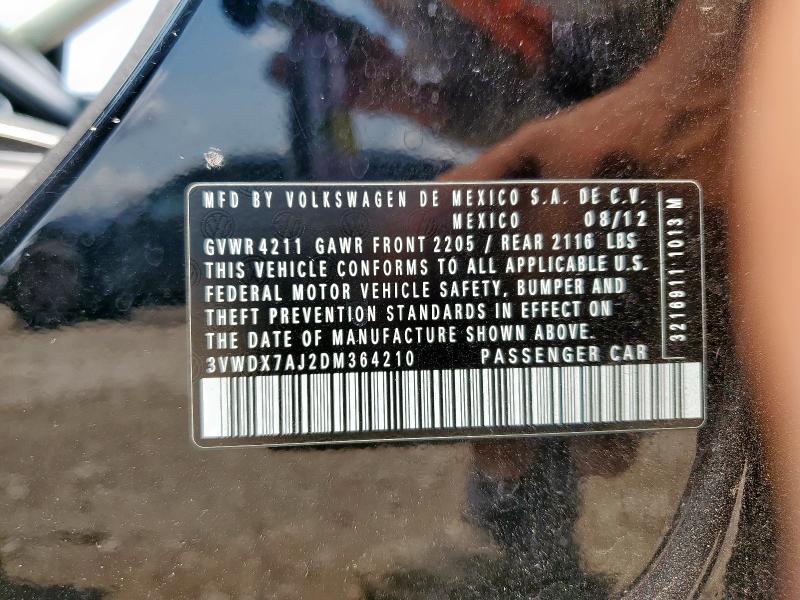 MFD BY VOLKSWAGEN DE MEXICO S.A. DE C.V.
MEXICO 08/12
GVWR 4211 GAWR FRONT 2205 / REAR 2116 LBS
THIS VEHICLE CONFORMS TO ALL APPLICABLE U.S.
FEDERAL MOTOR VEHICLE SAFETY, BUMPER AND
THEFT PREVENTION STANDARDS IN EFFECT ON
THE DATE OF MANUFACTURE SHOWN ABOVE.
3VWDX7AJ2DM364210 PASSENGER CAR
3216911 1013 M